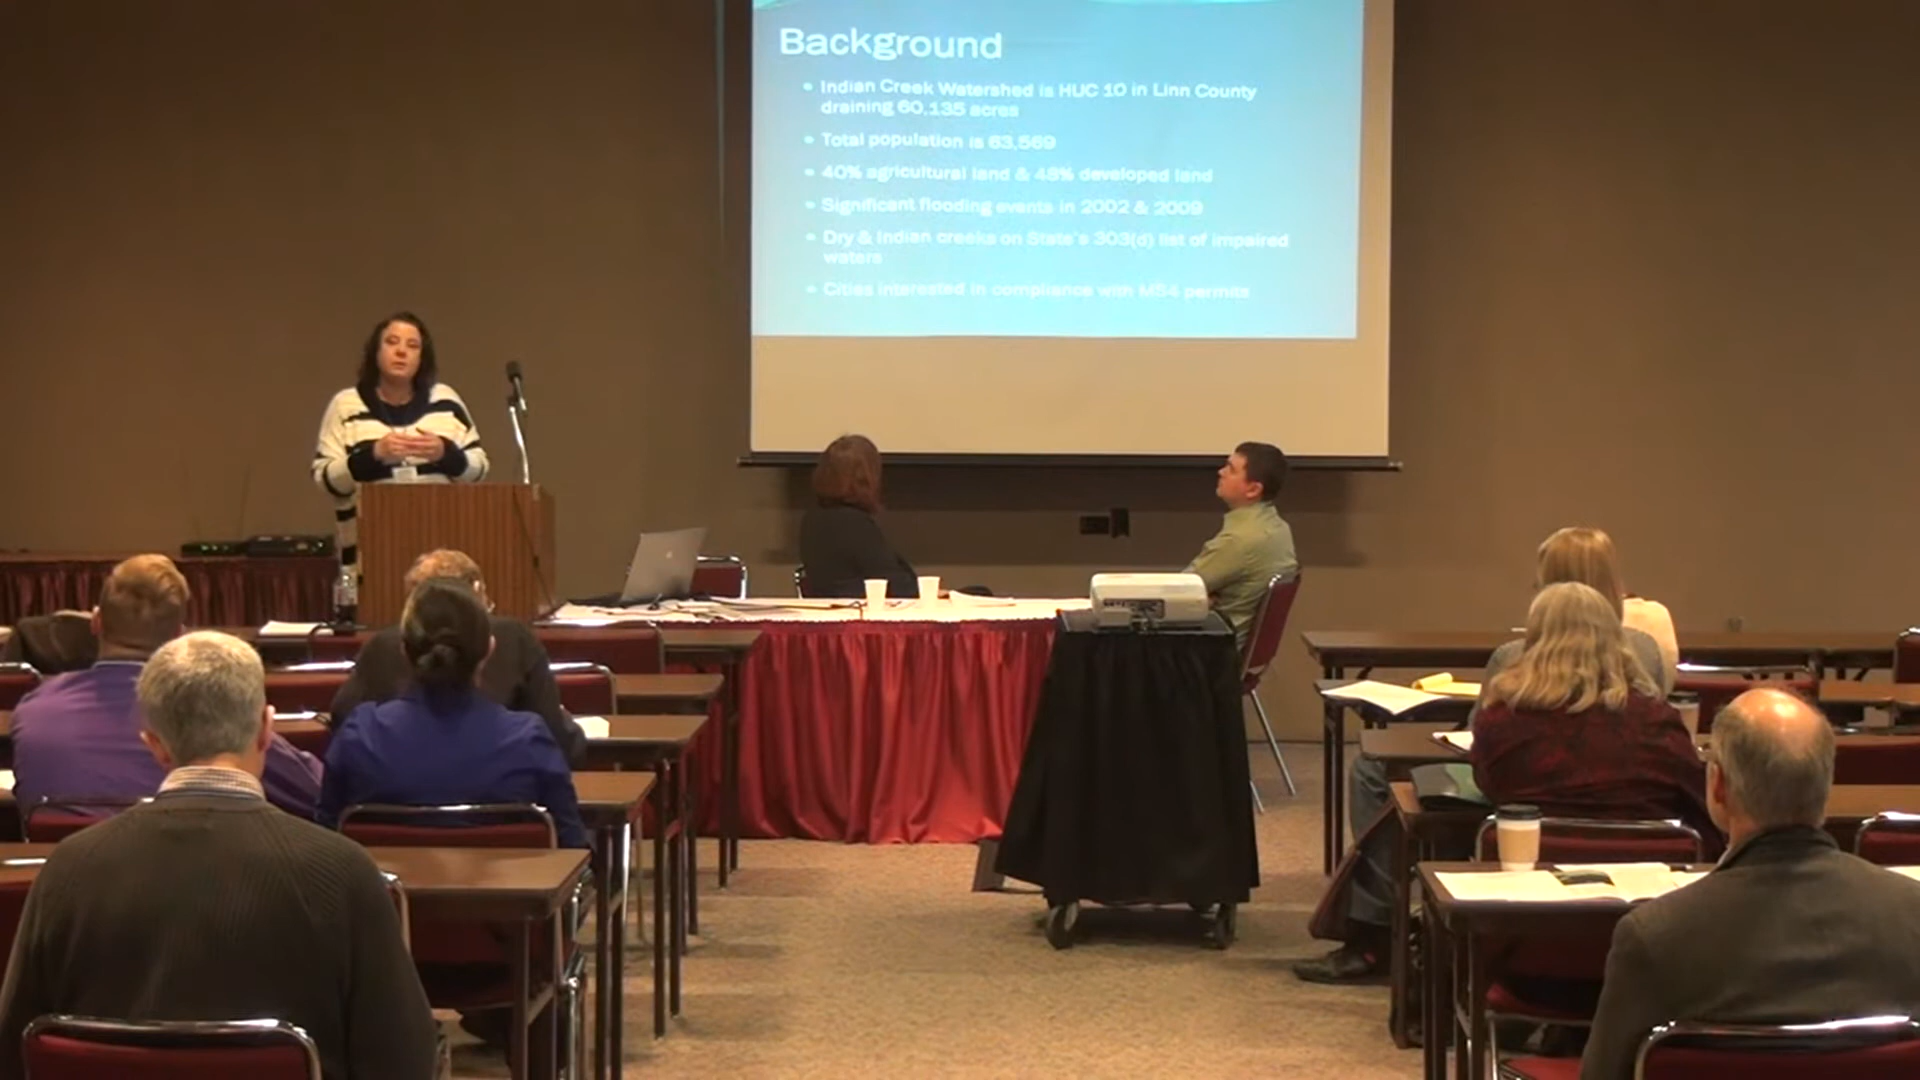 Background
• Indian Creek Watershed is HUC 10 in Linn County
draining 60,135 acres
• Total population is 63,569
• 40% agricultural land & 48% developed land
• Significant flooding events in 2002 & 2009
• Dry & Indian creeks on State's 303(d) list of impaired
waters
• Cities interested in compliance with MS4 permits